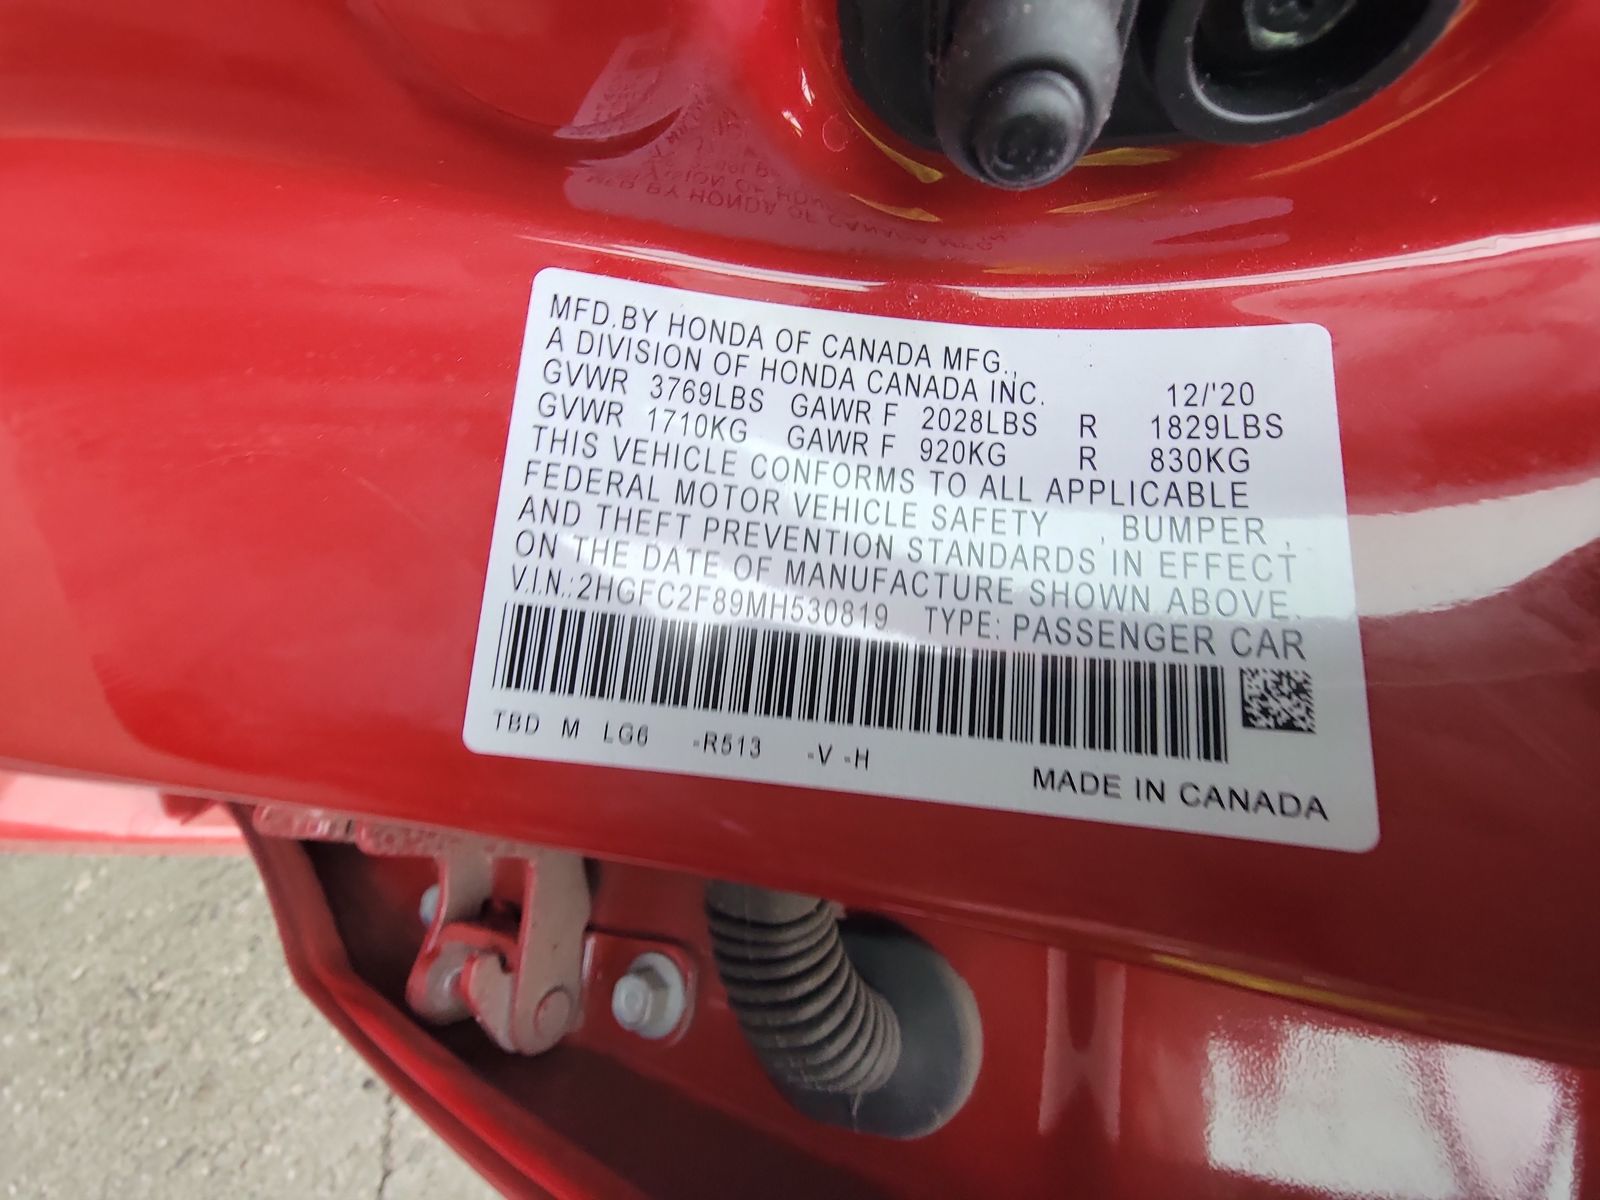 MFD.BY HONDA OF CANADA MFG.,
A DIVISION OF HONDA CANADA INC. 12/'20
GVWR 3769LBS GAWR F 2028LBS R 1829LBS
GVWR 1710KG GAWR F 920KG R 830KG
THIS VEHICLE CONFORMS TO ALL APPLICABLE
FEDERAL MOTOR VEHICLE SAFETY , BUMPER ,
AND THEFT PREVENTION STANDARDS IN EFFECT
ON THE DATE OF MANUFACTURE SHOWN ABOVE.
V.I.N.:2HGFC2F89MH530819 TYPE: PASSENGER CAR
TBD M LG6 -R513 -V -H
MADE IN CANADA